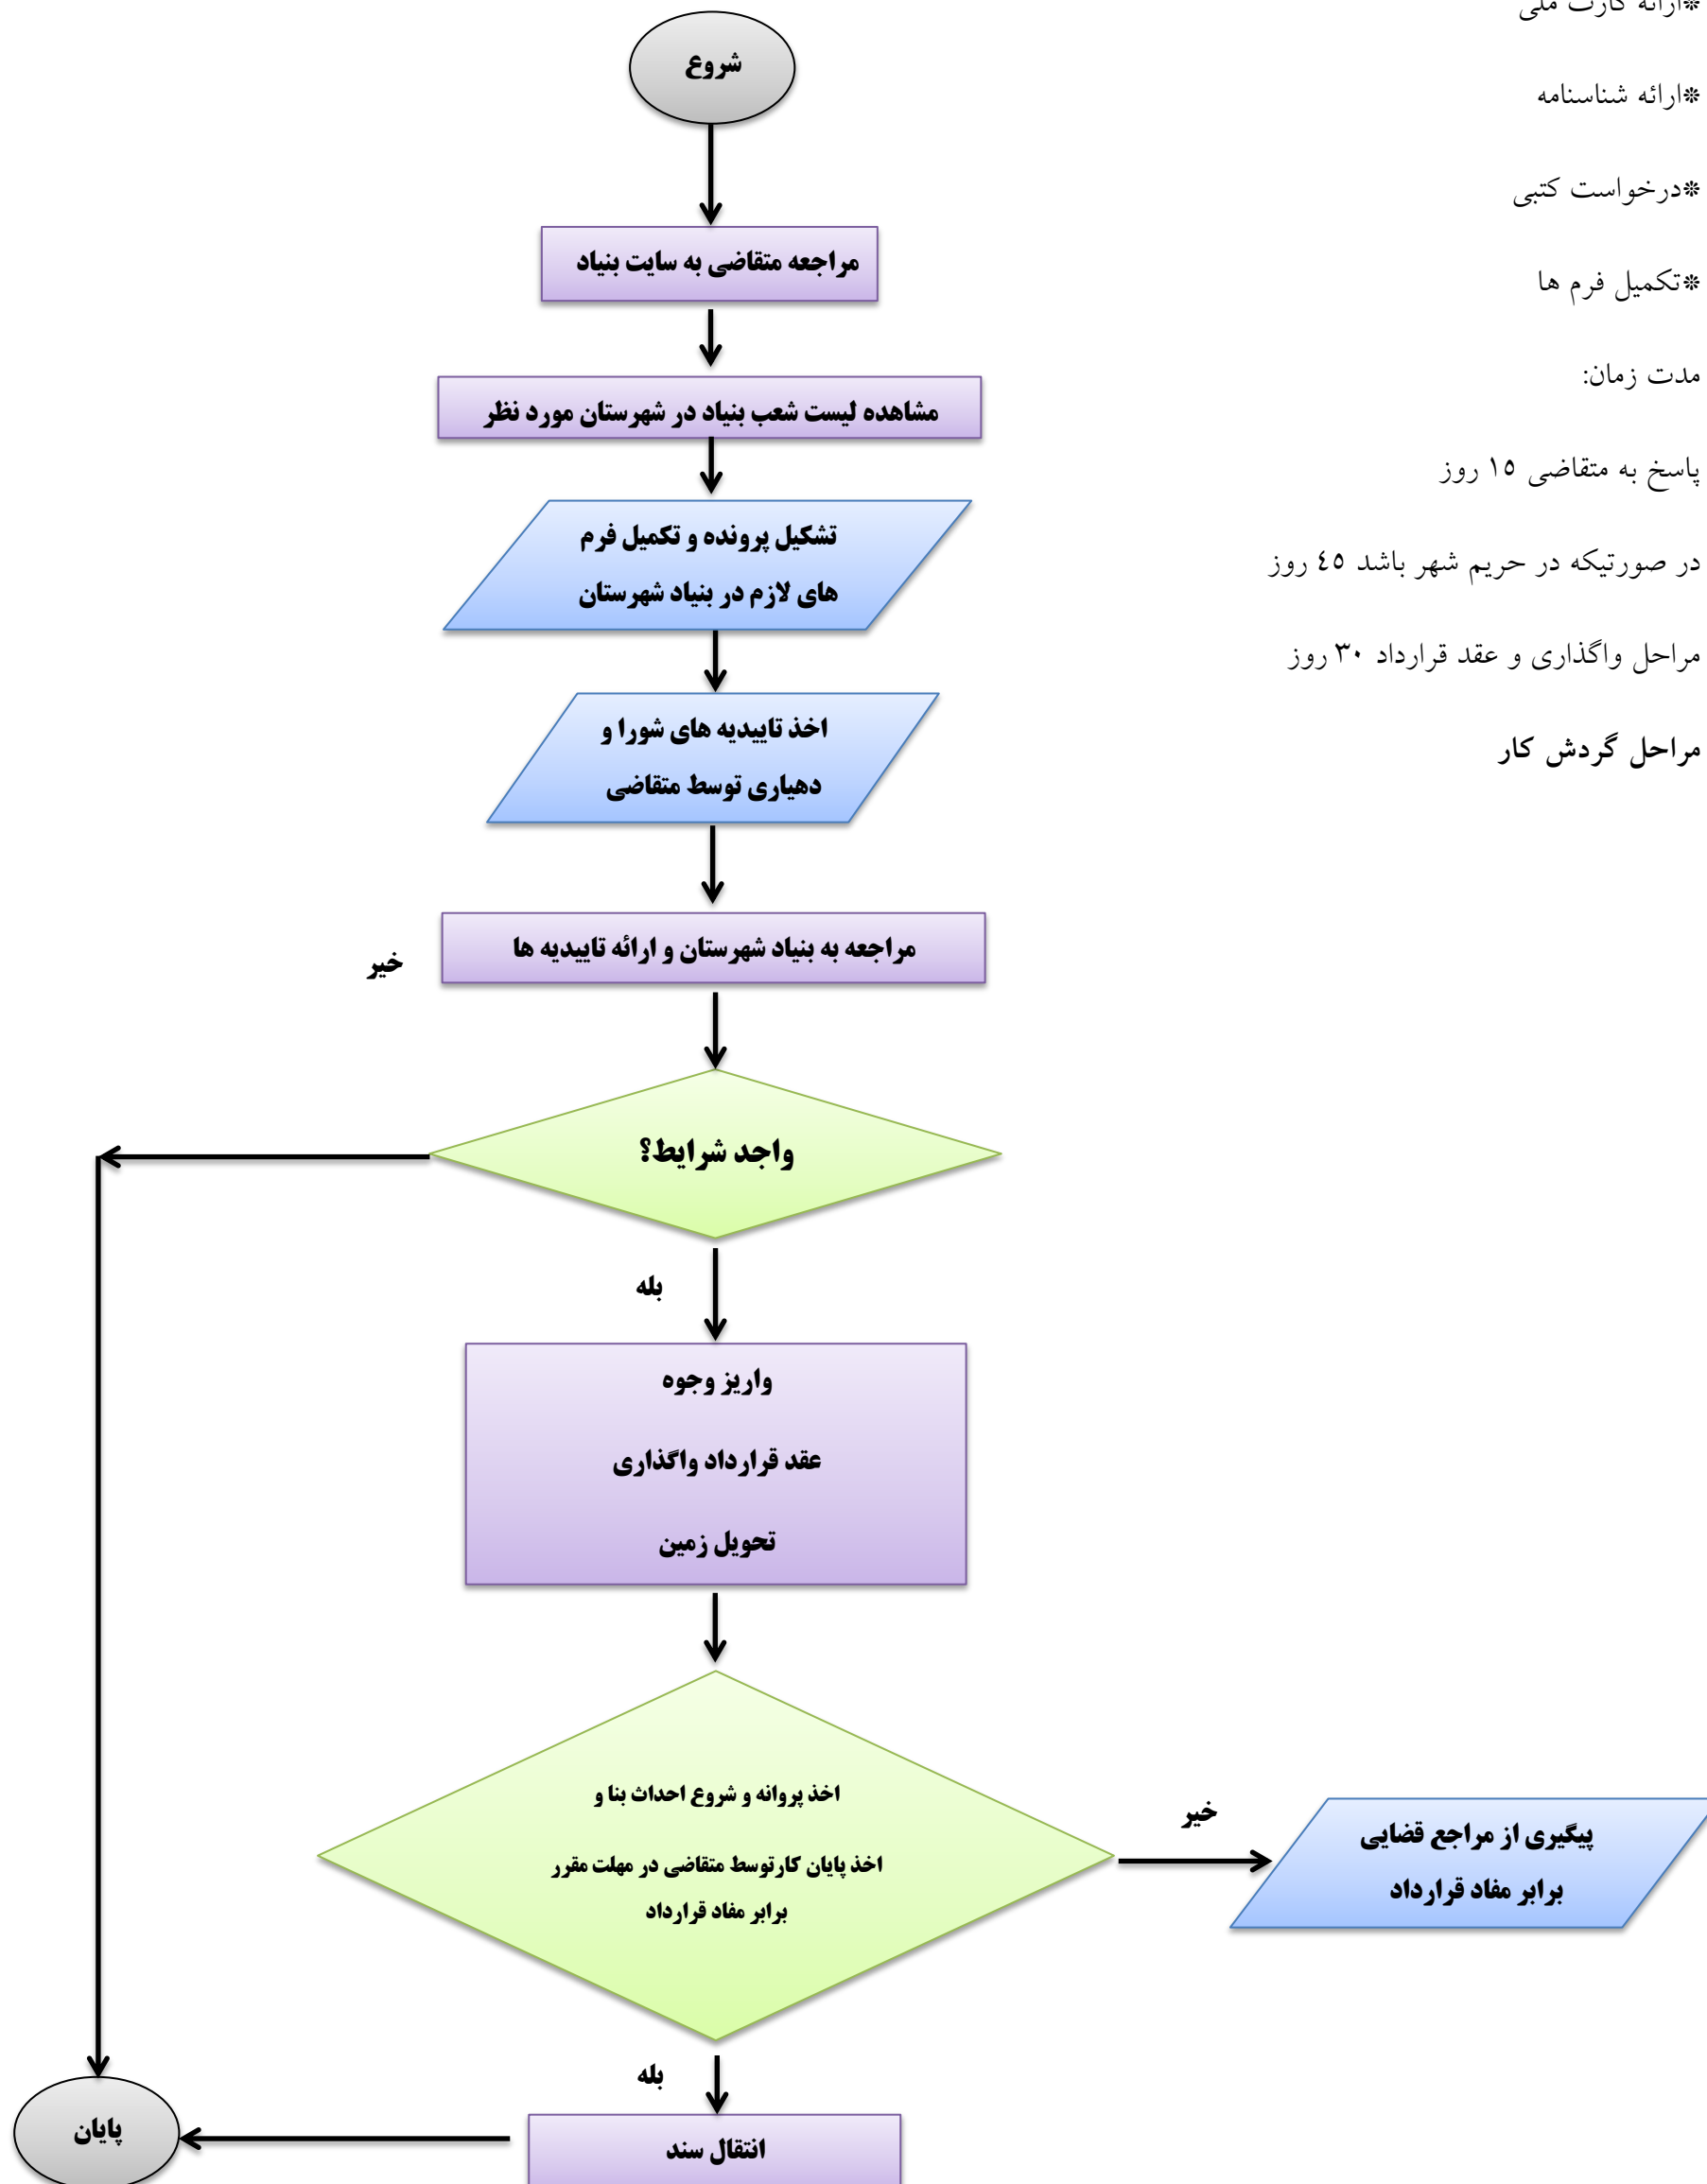 *ارائه کارت ملی
*ارائه شناسنامه
*درخواست کتبی
*تکمیل فرم ها
مدت زمان:
پاسخ به متقاضی ۱۵ روز
در صورتیکه در حریم شهر باشد ٤٥ روز
مراحل واگذاری و عقد قرارداد ۳۰ روز
مراحل گردش کار
شروع
مراجعه متقاضی به سایت بنیاد
مشاهده لیست شعب بنیاد در شهرستان مورد نظر
تشکیل پرونده و تکمیل فرم
های لازم در بنیاد شهرستان
اخذ تاییدیه های شورا و
دهیاری توسط متقاضی
مراجعه به بنیاد شهرستان و ارائه تاییدیه ها
خیر
واجد شرایط؟
بله
واریز وجوه
عقد قرارداد واگذاری
تحویل زمین
اخذ پروانه و شروع احداث بنا و
اخذ پایان کارتوسط متقاضی در مهلت مقرر
برابر مفاد قرارداد
خیر
پیگیری از مراجع قضایی
برابر مفاد قرارداد
بله
انتقال سند
پایان